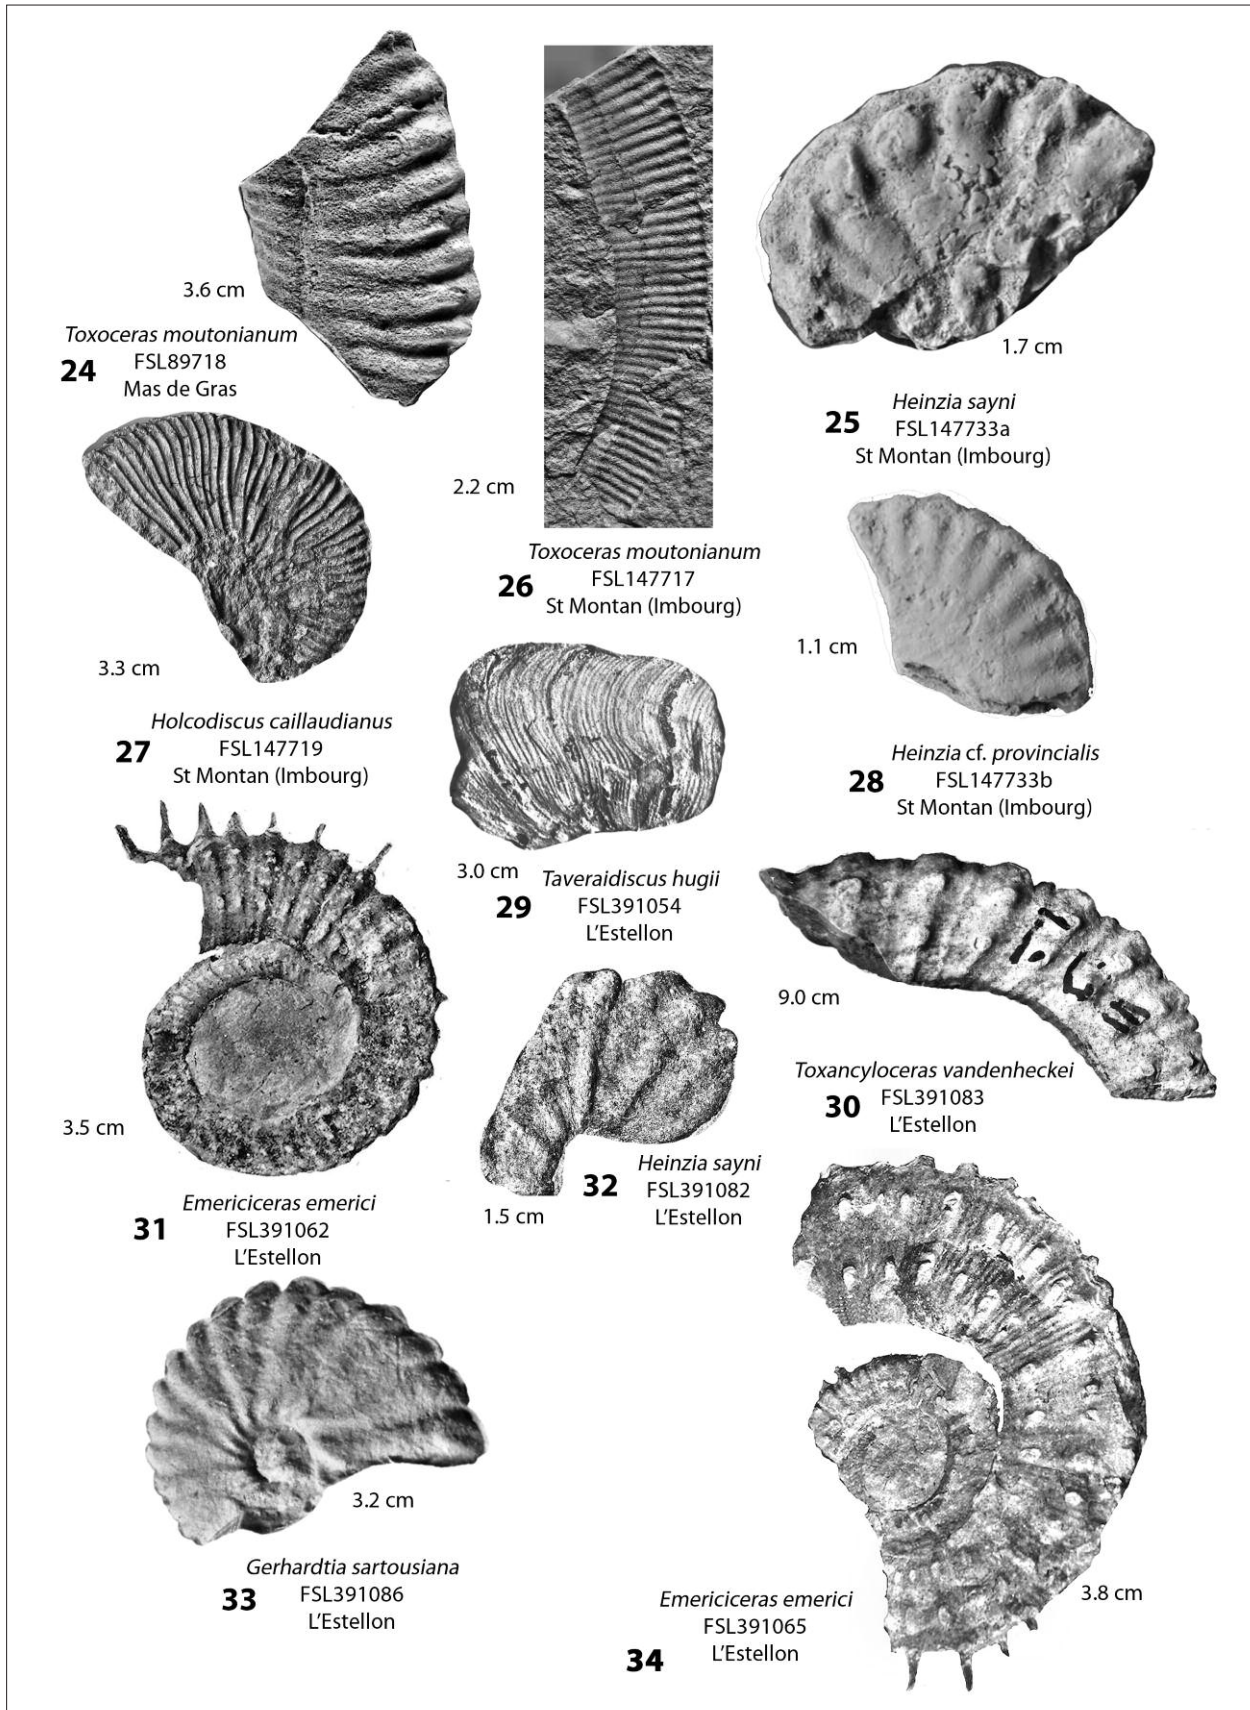 3.6 cm
Toxoceras moutonianum
24
FSL89718
Mas de Gras
1.7 cm
25
Heinzia sayni
FSL147733a
St Montan (Imbourg)
2.2 cm
Toxoceras moutonianum
26
FSL147717
St Montan (Imbourg)
3.3 cm
Holcodiscus caillaudianus
27
FSL147719
St Montan (Imbourg)
1.1 cm
Heinzia cf. provincialis
28
FSL147733b
St Montan (Imbourg)
3.0 cm
Taveraidiscus hugii
29
FSL391054
L'Estellon
9.0 cm
Toxancyloceras vandenheckei
30
FSL391083
L'Estellon
3.5 cm
Emericiceras emerici
31
FSL391062
L'Estellon
Heinzia sayni
32
FSL391082
L'Estellon
1.5 cm
3.2 cm
Gerhardtia sartousiana
33
FSL391086
L'Estellon
3.8 cm
Emericiceras emerici
FSL391065
L'Estellon
34